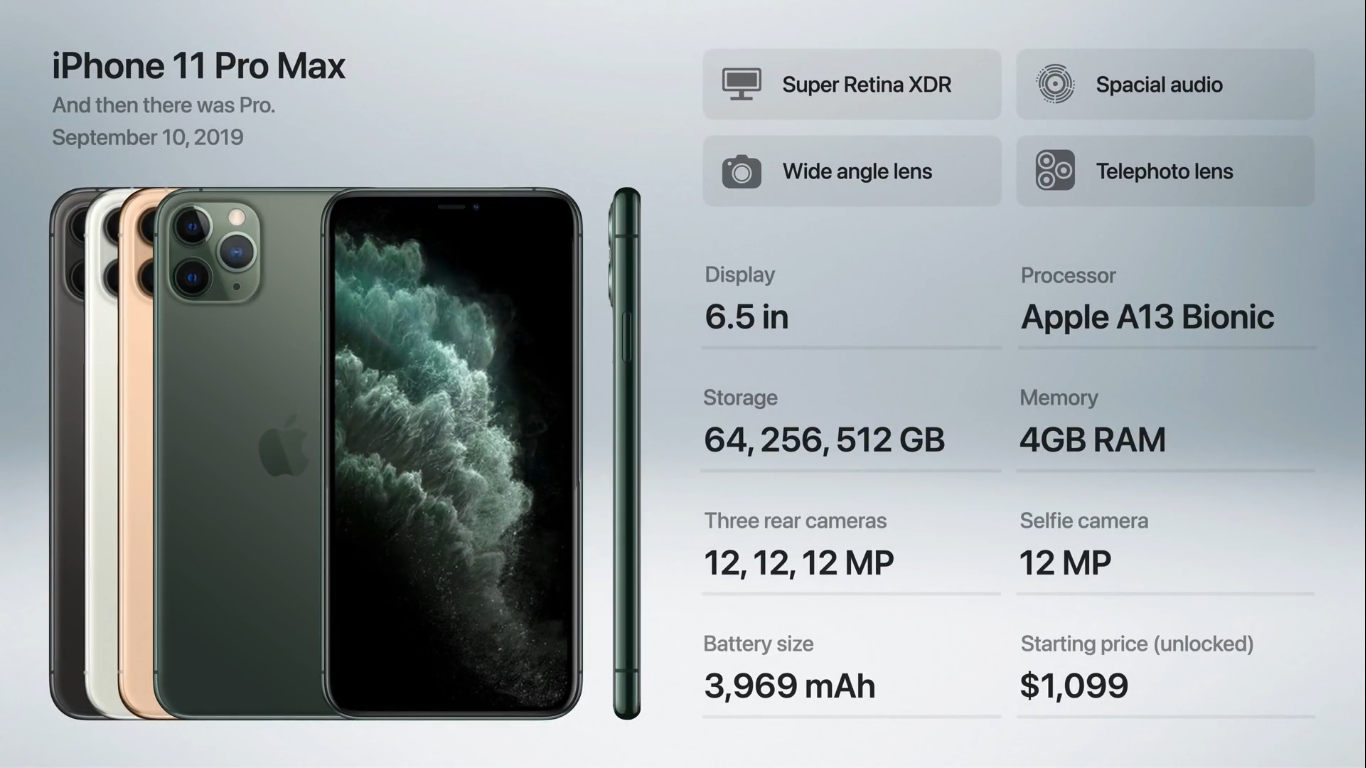 iPhone 11 Pro Max
And then there was Pro.
September 10, 2019
Super Retina XDR
Spacial audio
Wide angle lens
Telephoto lens
Display
6.5 in
Processor
Apple A13 Bionic
Storage
64, 256, 512 GB
Memory
4GB RAM
Three rear cameras
12, 12, 12 MP
Selfie camera
12 MP
Battery size
3,969 mAh
Starting price (unlocked)
$1,099